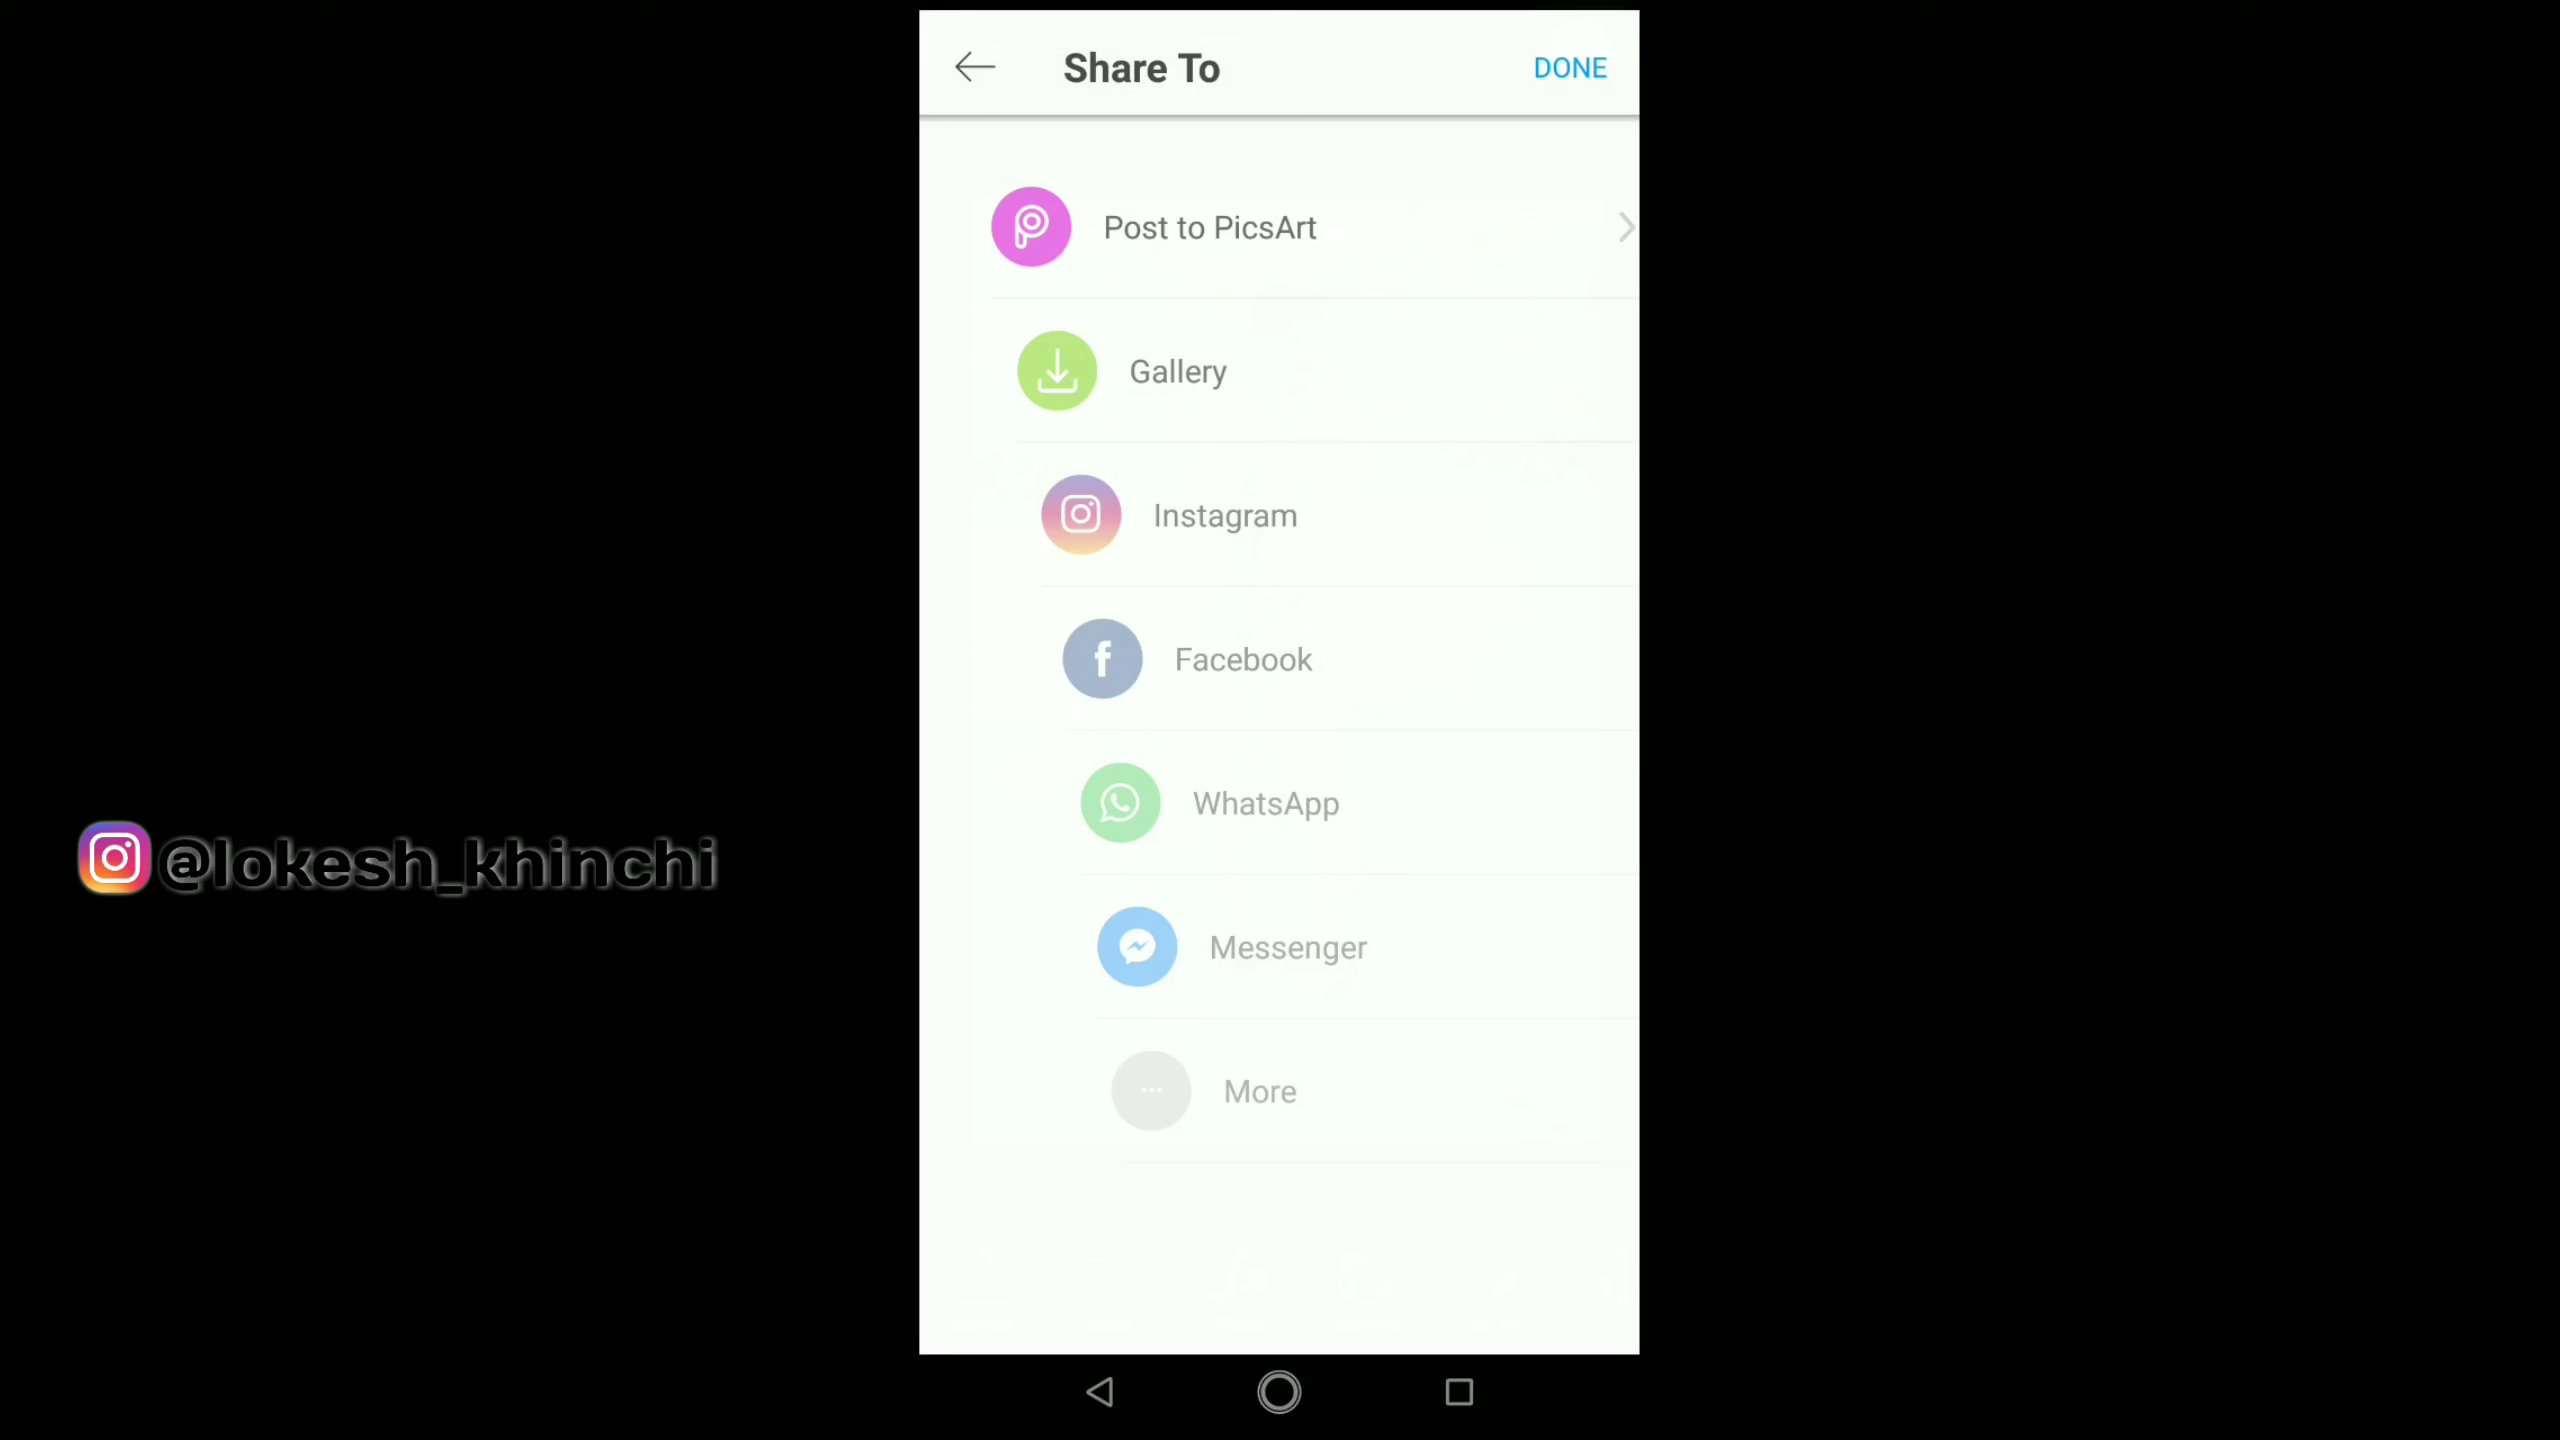 Share To
DONE
Post to PicsArt
Gallery
Instagram
Facebook
WhatsApp
@lokesh_khinchi
Messenger
More